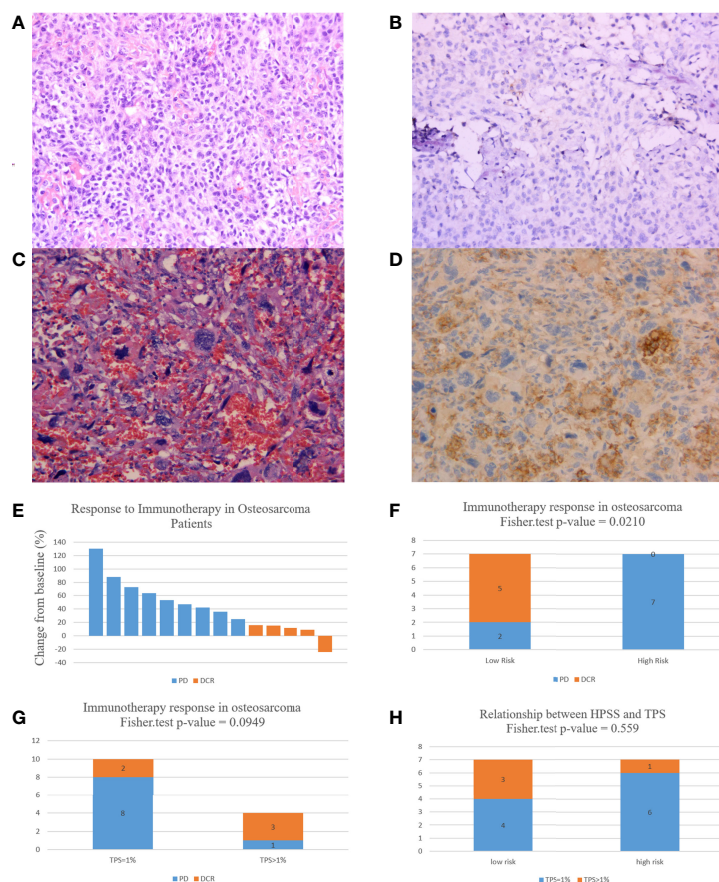 A
B
C
D
E
Response to Immunotherapy in Osteosarcoma
Patients
Change from baseline (%)
140
120
100
80
60
40
20
0
-20
-40
PD DCR
F
Immunotherapy response in osteosarcoma
Fisher.test p-value = 0.0210
8
7
6
5
4
3
2
1
0
5
2
0
7
Low Risk High Risk
PD DCR
G
Immunotherapy response in osteosarcoma
Fisher.test p-value = 0.0949
12
10
8
6
4
2
0
2
8
3
1
TPS=1% TPS>1%
PD DCR
H
Relationship between HPSS and TPS
Fisher.test p-value = 0.559
8
7
6
5
4
3
2
1
0
3
4
1
6
low risk high risk
TPS=1% TPS>1%